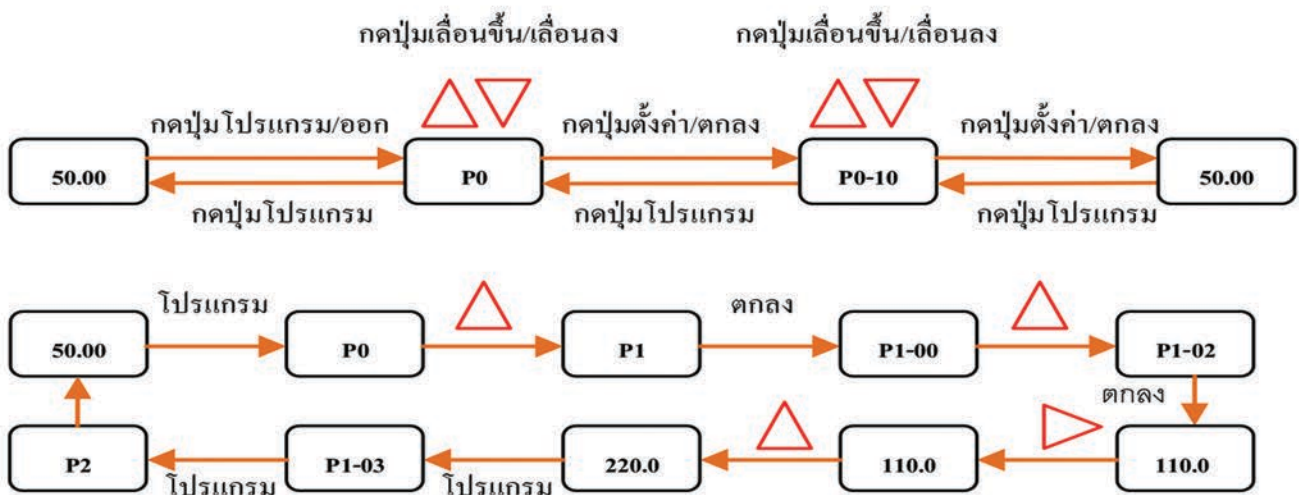 กดปุ่มเลื่อนขึ้น/เลื่อนลง กดปุ่มเลื่อนขึ้น/เลื่อนลง
กดปุ่มโปรแกรม/ออก กดปุ่มตั้งค่า/ตกลง กดปุ่มตั้งค่า/ตกลง
50.00 P0 P0-10 50.00
กดปุ่มโปรแกรม กดปุ่มโปรแกรม กดปุ่มโปรแกรม
โปรแกรม ตกลง
50.00 P0 P1 P1-00 P1-02
ตกลง
P2 P1-03 220.0 110.0 110.0
โปรแกรม โปรแกรม